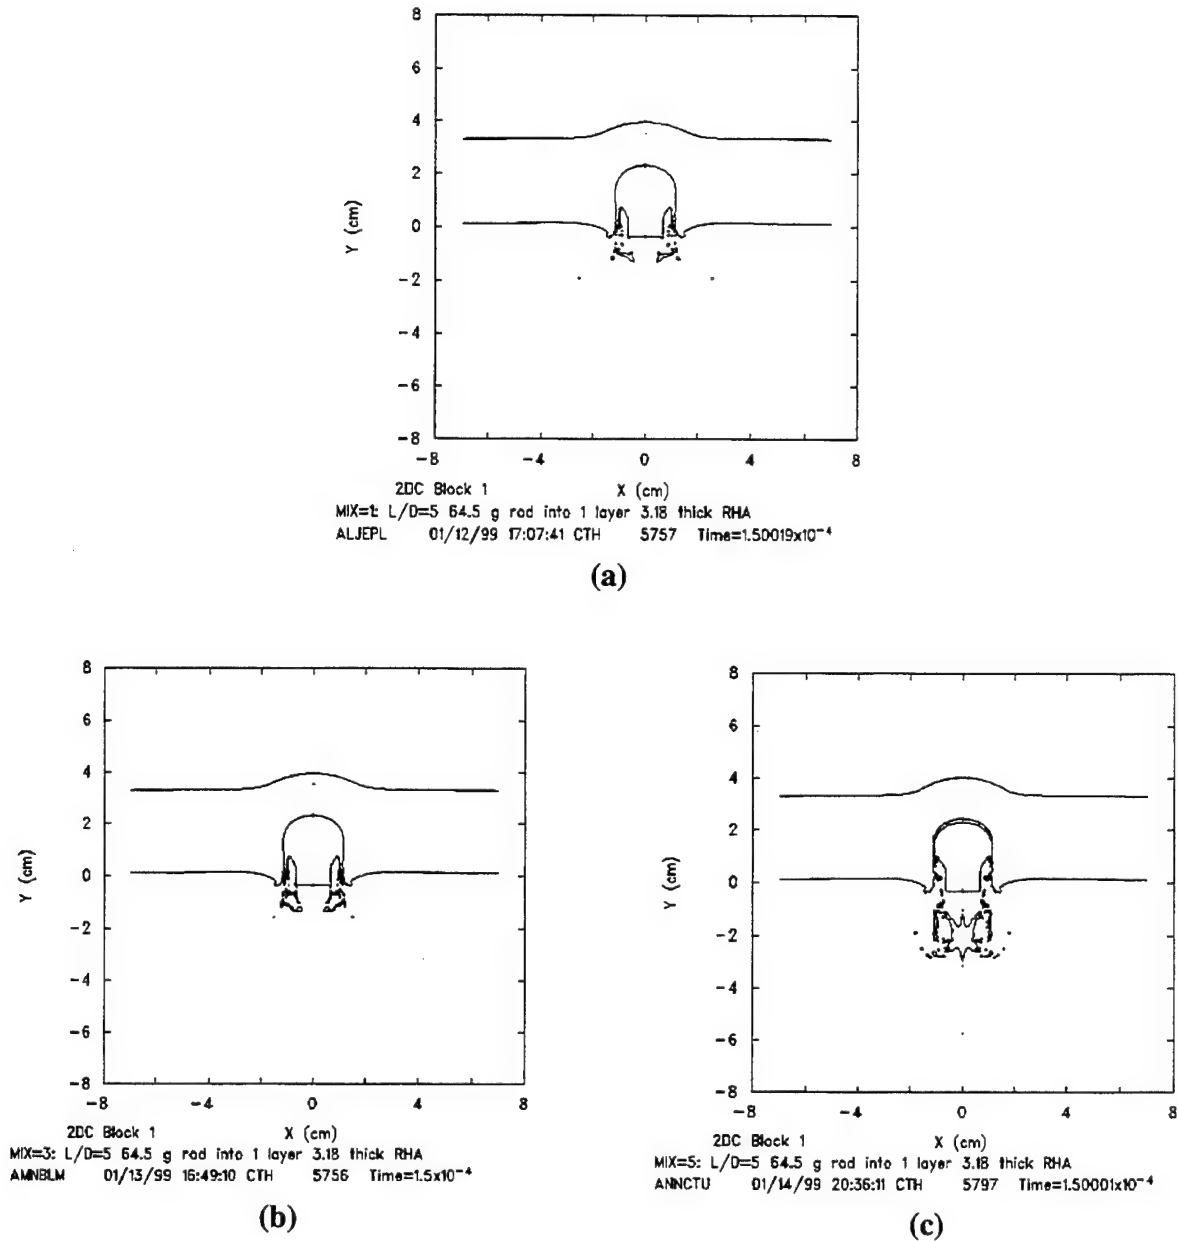 8
6
4
2
0
-2
-4
-6
-8
Y (cm)
-8 -4 0 4 8
2DC Block 1 X (cm)
MIX=1: L/D=5 64.5 g rod into 1 layer 3.18 thick RHA
ALJEPL 01/12/99 17:07:41 CTH 5757 Time=1.50019x10⁻⁴
(a)
8
6
4
2
0
-2
-4
-6
-8
Y (cm)
-8 -4 0 4 8
2DC Block 1 X (cm)
MIX=3: L/D=5 64.5 g rod into 1 layer 3.18 thick RHA
AMNBLM 01/13/99 16:49:10 CTH 5756 Time=1.5x10⁻⁴
(b)
8
6
4
2
0
-2
-4
-6
-8
Y (cm)
-8 -4 0 4 8
2DC Block 1 X (cm)
MIX=5: L/D=5 64.5 g rod into 1 layer 3.18 thick RHA
ANNCTU 01/14/99 20:36:11 CTH 5797 Time=1.50001x10⁻⁴
(c)